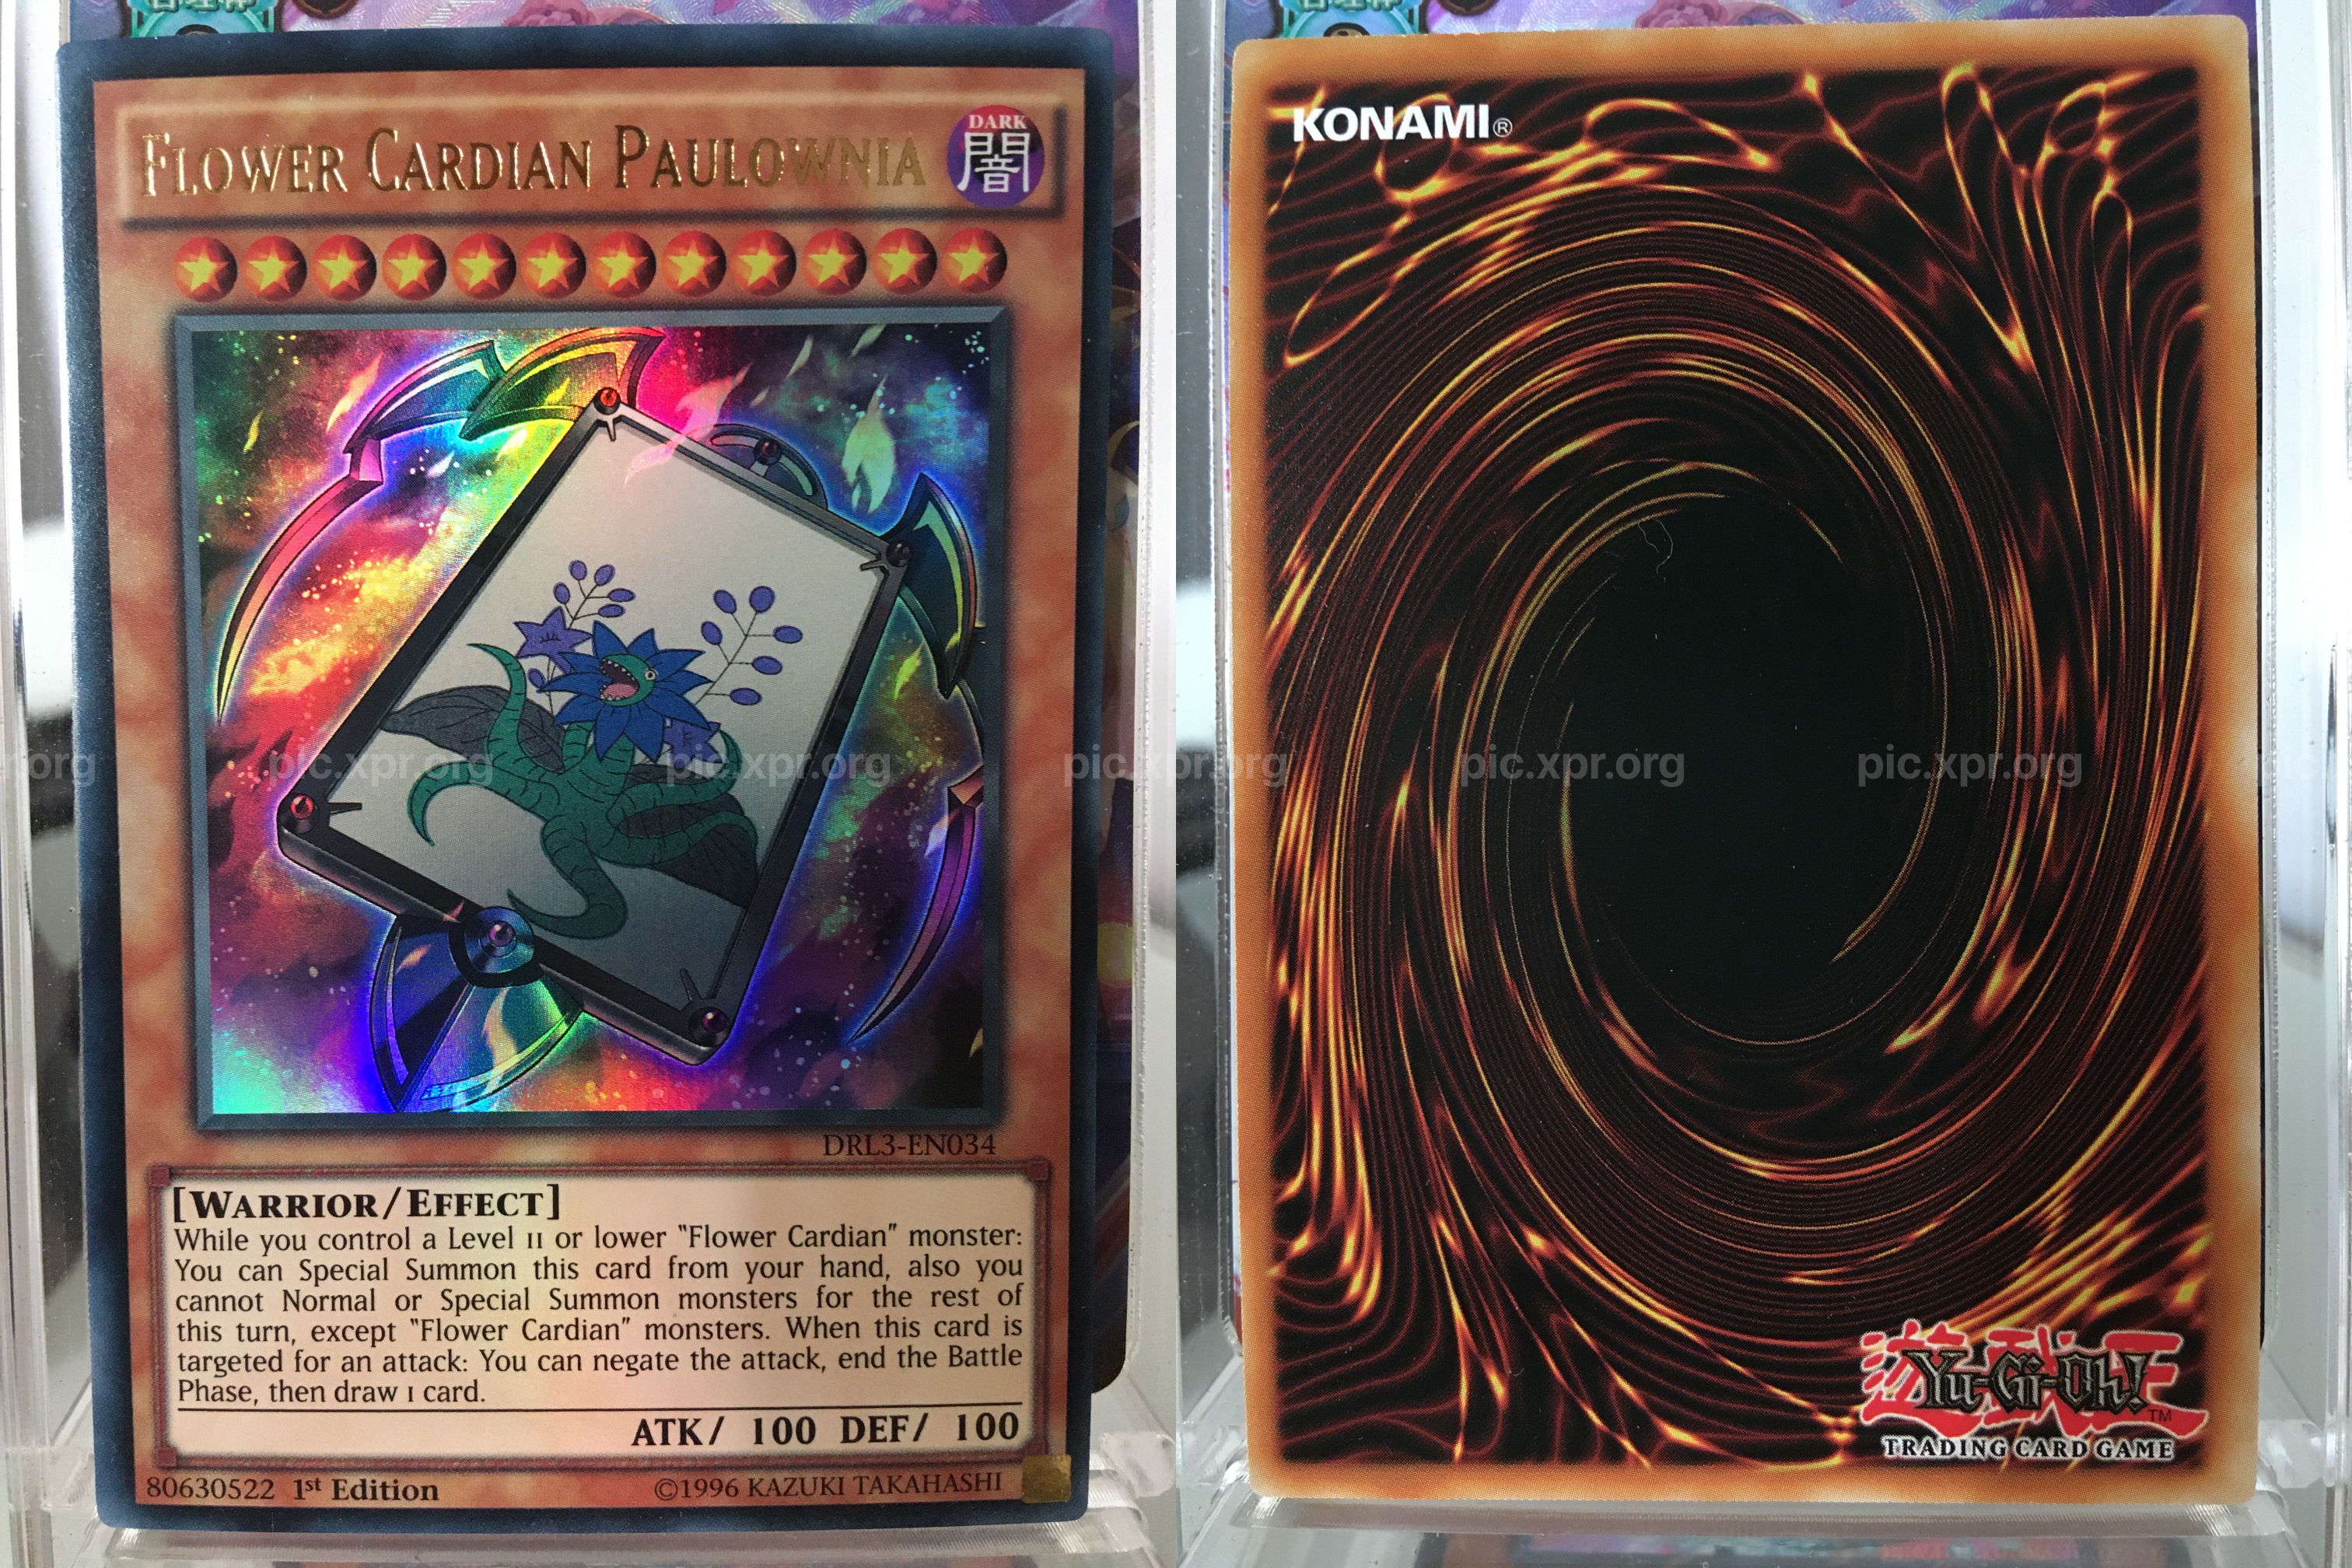 FLOWER CARDIAN PAULOWNIA
DARK
闇
DRL3-EN034
[WARRIOR/EFFECT]
While you control a Level 11 or lower "Flower Cardian" monster:
You can Special Summon this card from your hand, also you
cannot Normal or Special Summon monsters for the rest of
this turn, except "Flower Cardian" monsters. When this card is
targeted for an attack: You can negate the attack, end the Battle
Phase, then draw 1 card.
ATK/ 100 DEF/ 100
80630522 1st Edition ©1996 KAZUKI TAKAHASHI
KONAMI®
遊戯王
Yu-Gi-Oh!™
TRADING CARD GAME
pic.xpr.org pic.xpr.org pic.xpr.org pic.xpr.org pic.xpr.org